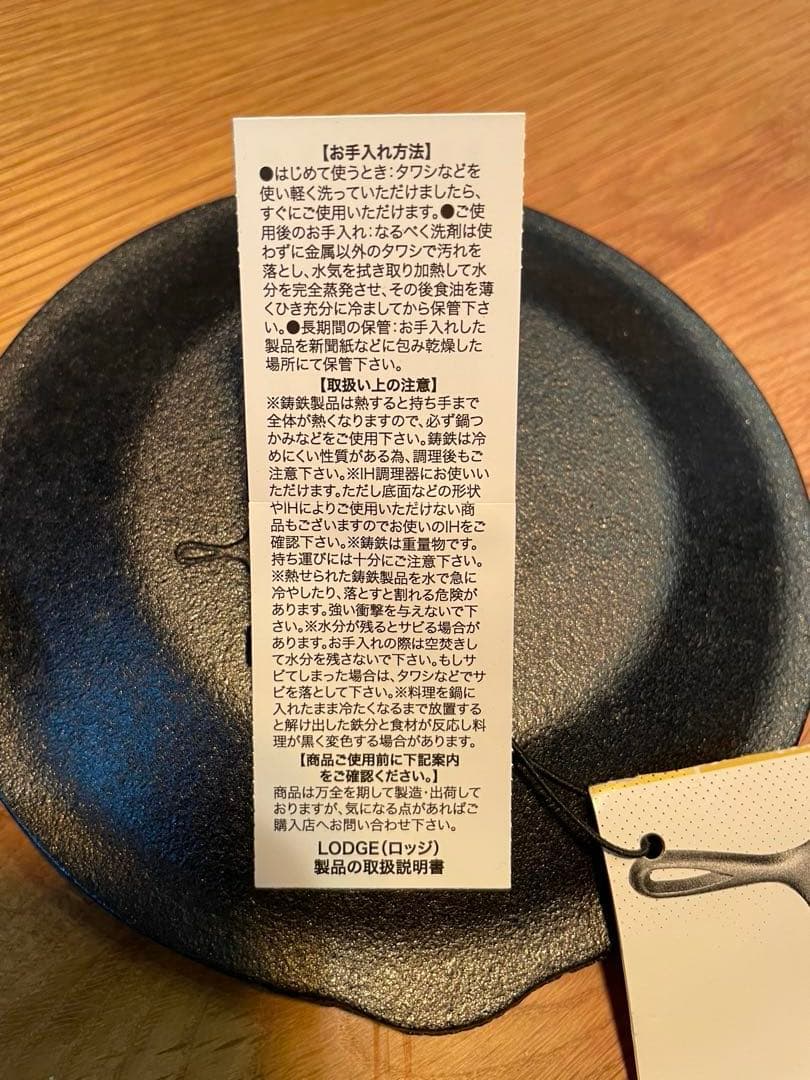 【お手入れ方法】
●はじめて使うとき:タワシなどを
使い軽く洗っていただけましたら、
すぐにご使用いただけます。●ご使
用後のお手入れ:なるべく洗剤は使
わずに金属以外のタワシで汚れを
落とし、水気を拭き取り加熱して水
分を完全蒸発させ、その後食油を薄
くひき充分に冷ましてから保管下さ
い。●長期間の保管:お手入れした
製品を新聞紙などに包み乾燥した
場所にて保管下さい。
【取扱い上の注意】
※鋳鉄製品は熱すると持ち手まで
全体が熱くなりますので、必ず鍋つ
かみなどをご使用下さい。鋳鉄は冷
めにくい性質がある為、調理後もご
注意下さい。※IH調理器にお使いい
ただけます。ただし底面などの形状
やIHによりご使用いただけない商
品もございますのでお使いのIHをご
確認下さい。※鋳鉄は重量物です。
持ち運びには十分にご注意下さい。
※熱せられた鋳鉄製品を水で急に
冷やしたり、落とすと割れる危険が
あります。強い衝撃を与えないで下
さい。※水分が残るとサビる場合が
あります。お手入れの際は空焚きし
て水分を残さないで下さい。もしサ
ビてしまった場合は、タワシなどでサ
ビを落として下さい。※料理を鍋に
入れたまま冷たくなるまで放置する
と解け出した鉄分と食材が反応し料
理が黒く変色する場合があります。
【商品ご使用前に下記案内
をご確認ください。】
商品は万全を期して製造・出荷して
おりますが、気になる点があればご
購入店へお問い合わせ下さい。
LODGE(ロッジ)
製品の取扱説明書